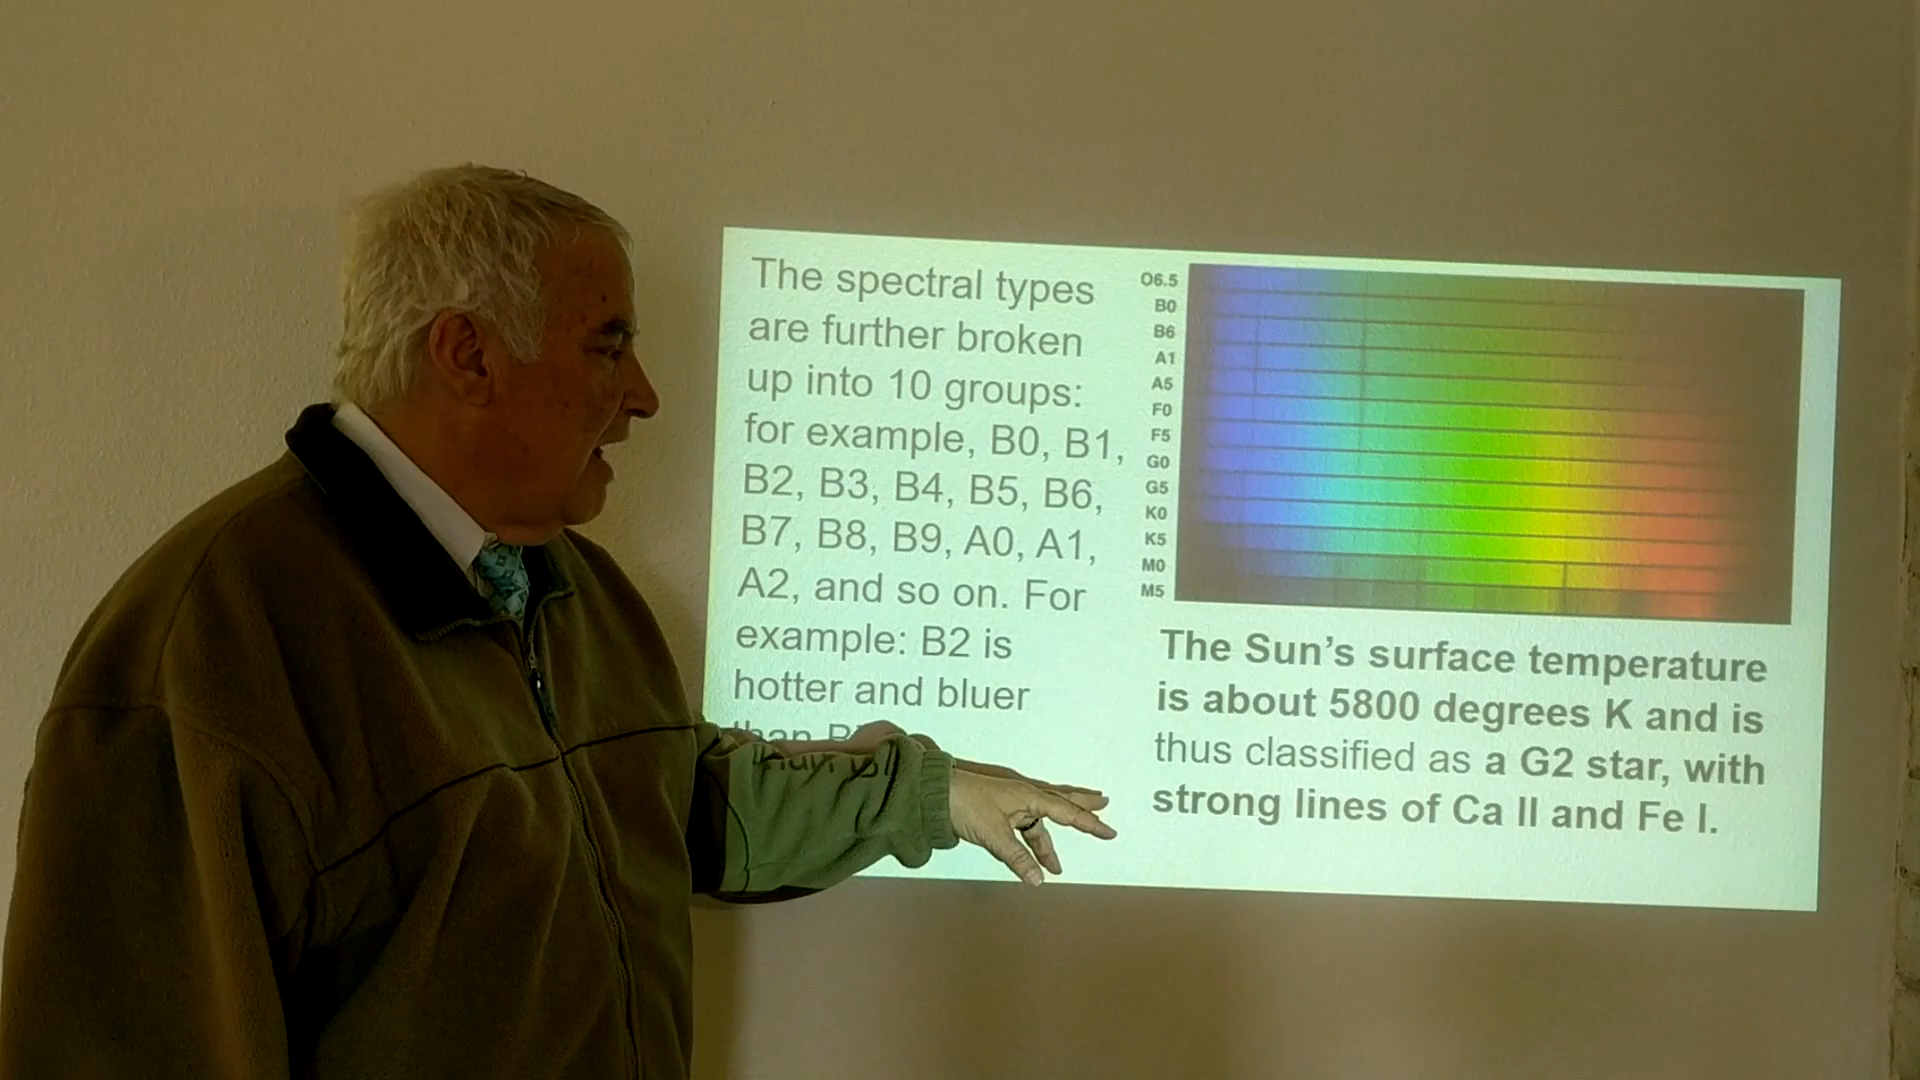 The spectral types
are further broken
up into 10 groups:
for example, B0, B1,
B2, B3, B4, B5, B6,
B7, B8, B9, A0, A1,
A2, and so on. For
example: B2 is
hotter and bluer
than
O6.5
B0
B6
A1
A5
F0
F5
G0
G5
K0
K5
M0
M5
The Sun's surface temperature
is about 5800 degrees K and is
thus classified as a G2 star, with
strong lines of Ca II and Fe I.